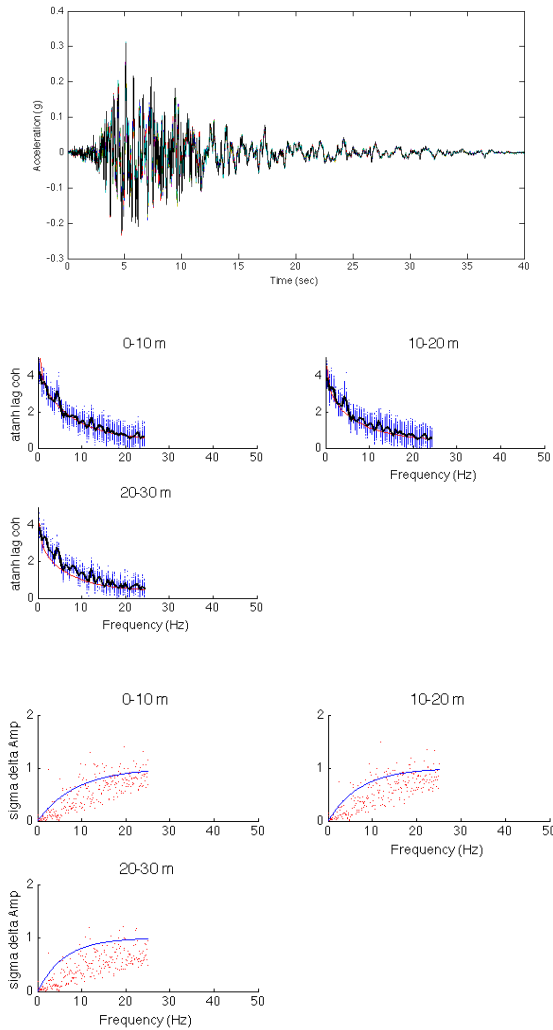 0.4
0.3
0.2
0.1
0
-0.1
-0.2
-0.3
Acceleration (g)
0 5 10 15 20 25 30 35 40
Time (sec)
0-10 m
4
2
0
atanh lag coh
0 10 20 30 40 50
10-20 m
4
2
0
0 10 20 30 40 50
Frequency (Hz)
20-30 m
4
2
0
atanh lag coh
0 10 20 30 40 50
Frequency (Hz)
0-10 m
2
1
0
sigma delta Amp
0 10 20 30 40 50
10-20 m
2
1
0
0 10 20 30 40 50
Frequency (Hz)
20-30 m
2
1
0
sigma delta Amp
0 10 20 30 40 50
Frequency (Hz)